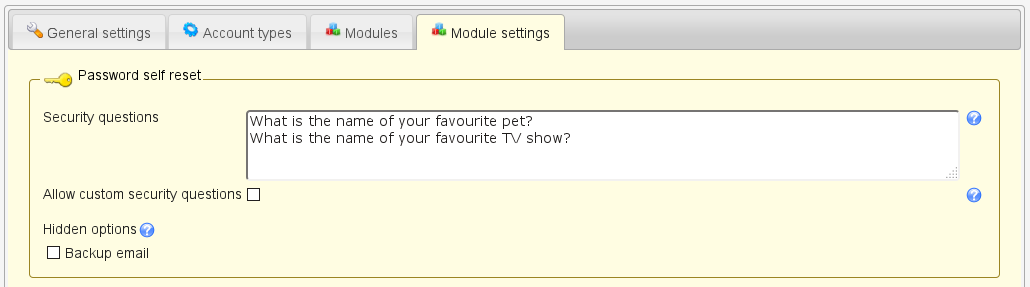 General settings
Account types
Modules
Module settings
Password self reset
Security questions
What is the name of your favourite pet?
What is the name of your favourite TV show?
Allow custom security questions
Hidden options
Backup email